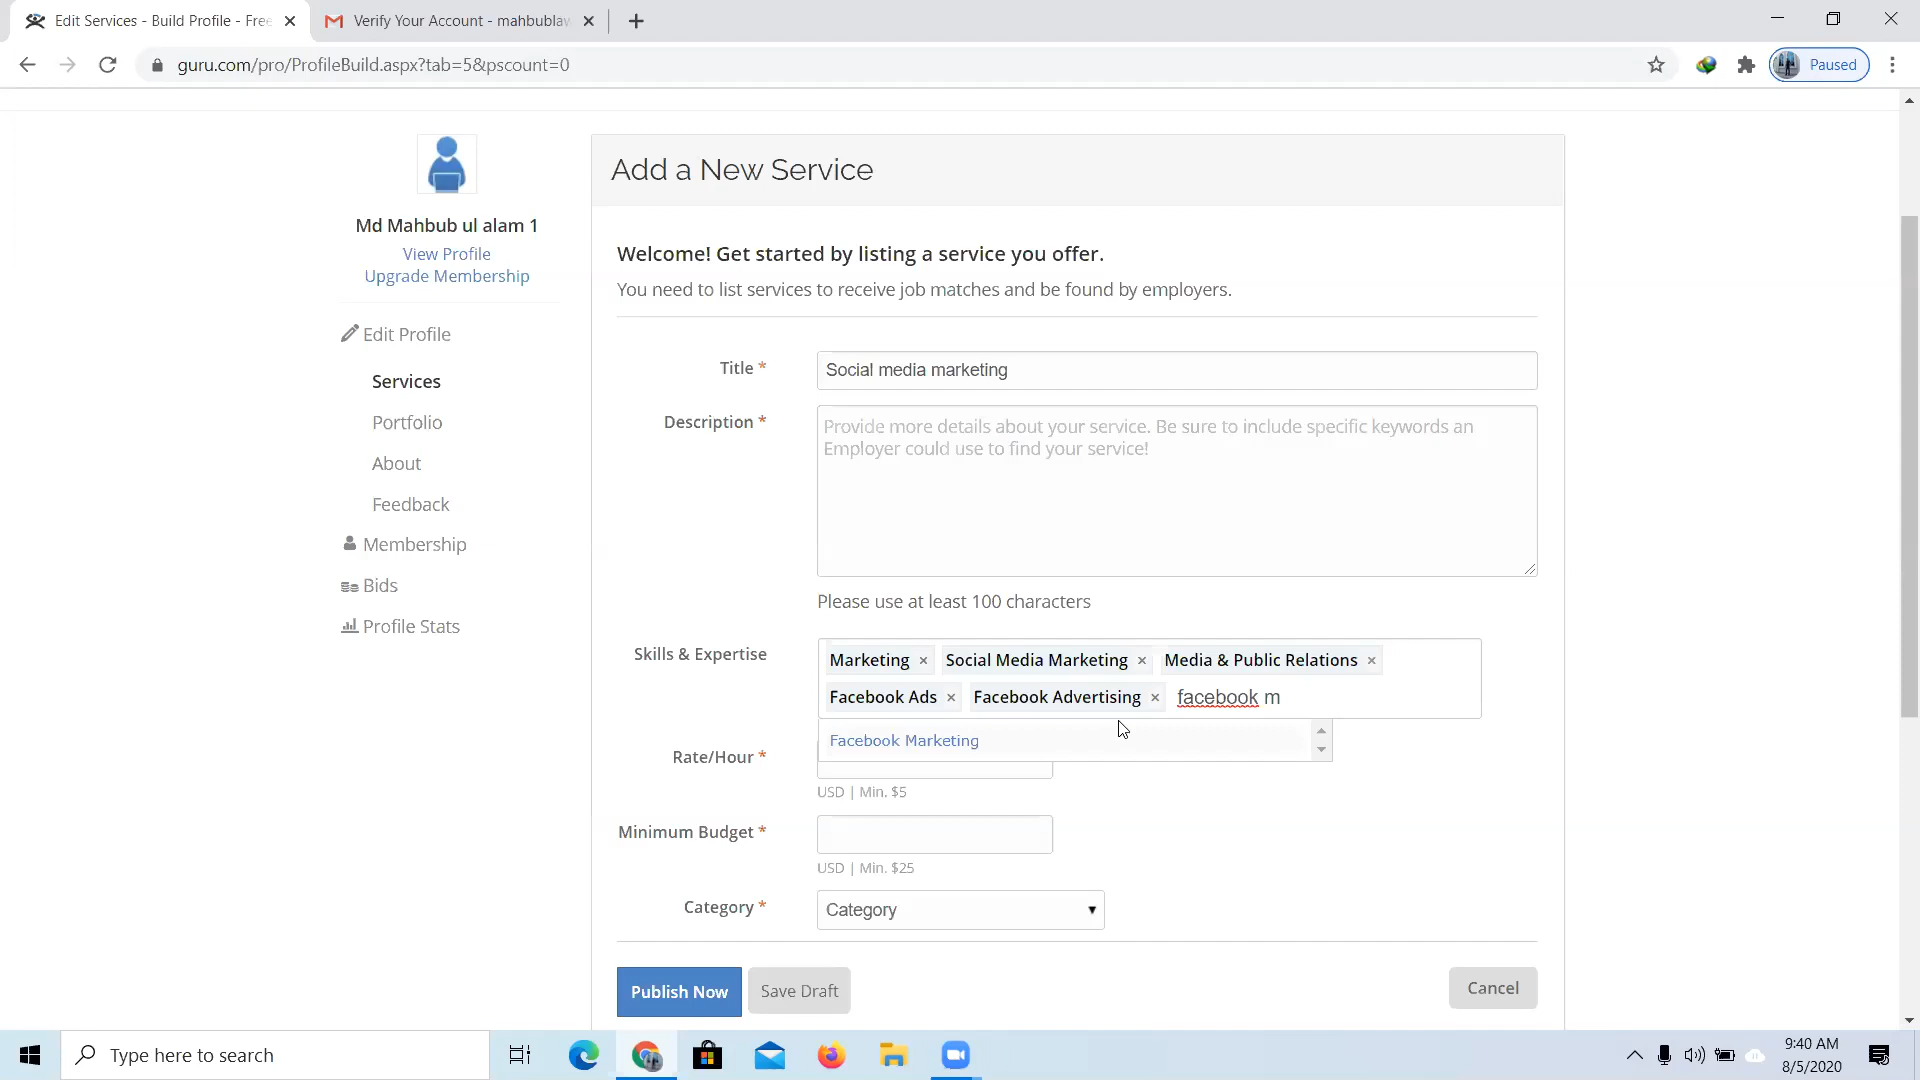 Edit Services - Build Profile - Free
Verify Your Account - mahbublaw
guru.com/pro/ProfileBuild.aspx?tab=5&pscount=0
Paused
Add a New Service
Md Mahbub ul alam 1
View Profile
Upgrade Membership
Welcome! Get started by listing a service you offer.
You need to list services to receive job matches and be found by employers.
Edit Profile
Services
Portfolio
About
Feedback
Membership
Bids
Profile Stats
Title *
Social media marketing
Description *
Provide more details about your service. Be sure to include specific keywords an
Employer could use to find your service!
Please use at least 100 characters
Skills & Expertise
Marketing × Social Media Marketing × Media & Public Relations ×
Facebook Ads × Facebook Advertising × facebook m
Facebook Marketing
Rate/Hour *
USD | Min. $5
Minimum Budget *
USD | Min. $25
Category *
Category
Publish Now
Save Draft
Cancel
Type here to search
9:40 AM
8/5/2020